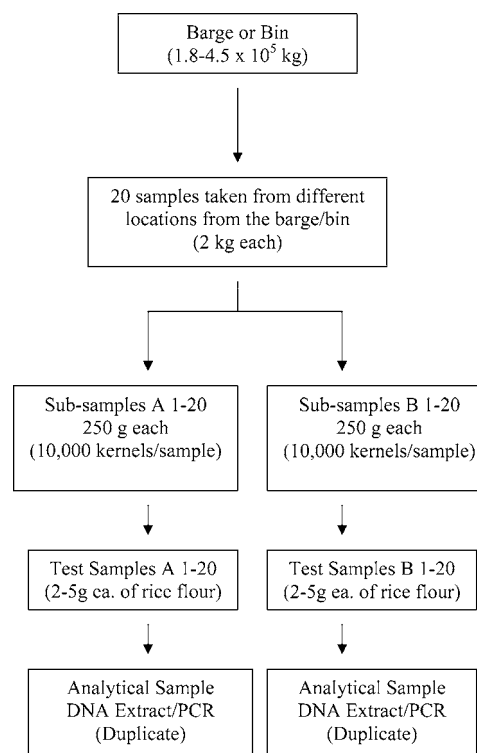 Barge or Bin
(1.8-4.5 x 10⁵ kg)
20 samples taken from different
locations from the barge/bin
(2 kg each)
Sub-samples A 1-20
250 g each
(10,000 kernels/sample)
Sub-samples B 1-20
250 g each
(10,000 kernels/sample)
Test Samples A 1-20
(2-5g ea. of rice flour)
Test Samples B 1-20
(2-5g ea. of rice flour)
Analytical Sample
DNA Extract/PCR
(Duplicate)
Analytical Sample
DNA Extract/PCR
(Duplicate)